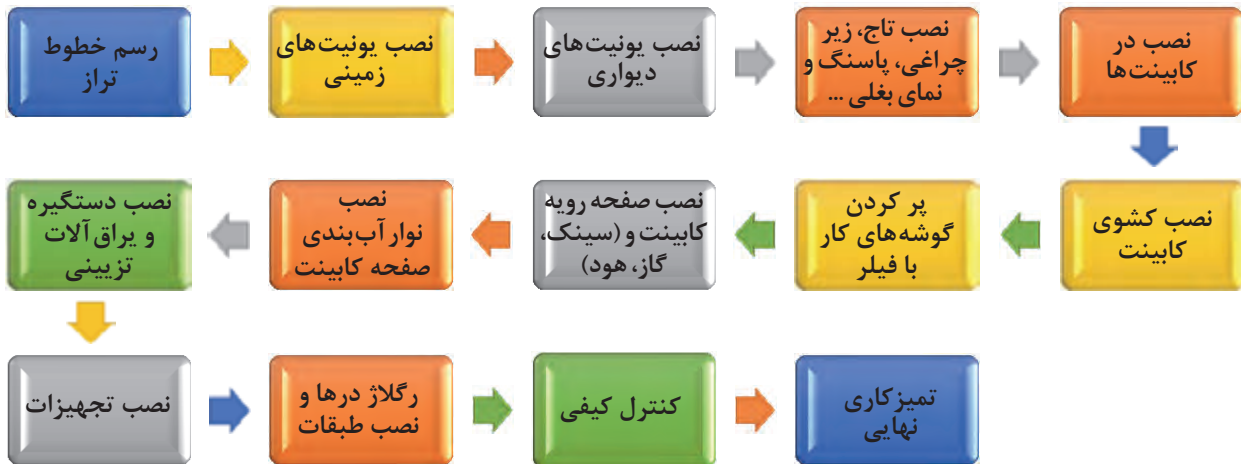 رسم خطوط
تراز
نصب یونیت‌های
زمینی
نصب یونیت‌های
دیواری
نصب تاج، زیر
چراغی، پاسنگ و
نمای بغلی ...
نصب در
کابینت‌ها
نصب کشوی
کابینت
پر کردن
گوشه‌های کار
با فیلر
نصب صفحه رویه
کابینت و (سینک،
گاز، هود)
نصب
نوار آب‌بندی
صفحه کابینت
نصب دستگیره
و یراق‌آلات
تزیینی
نصب تجهیزات
رگلاژ درها و
نصب طبقات
کنترل کیفی
تمیزکاری
نهایی